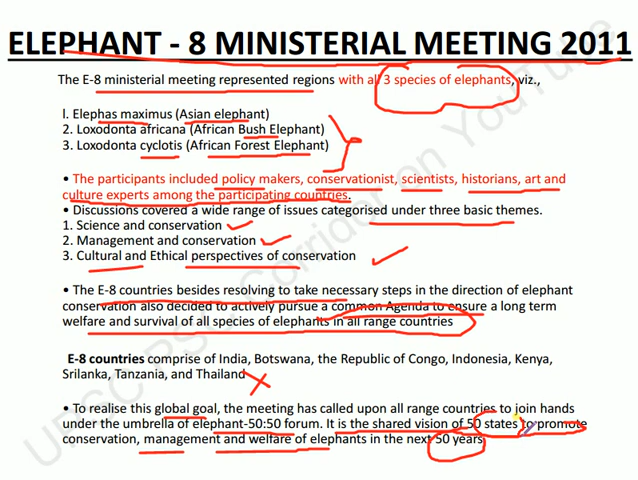 ELEPHANT - 8 MINISTERIAL MEETING 2011
The E-8 ministerial meeting represented regions with all 3 species of elephants, viz.,
I. Elephas maximus (Asian elephant)
2. Loxodonta africana (African Bush Elephant)
3. Loxodonta cyclotis (African Forest Elephant)
• The participants included policy makers, conservationist, scientists, historians, art and
culture experts among the participating countries.
• Discussions covered a wide range of issues categorised under three basic themes.
1. Science and conservation
2. Management and conservation
3. Cultural and Ethical perspectives of conservation
• The E-8 countries besides resolving to take necessary steps in the direction of elephant
conservation also decided to actively pursue a common Agenda to ensure a long term
welfare and survival of all species of elephants in all range countries
E-8 countries comprise of India, Botswana, the Republic of Congo, Indonesia, Kenya,
Srilanka, Tanzania, and Thailand
• To realise this global goal, the meeting has called upon all range countries to join hands
under the umbrella of elephant-50:50 forum. It is the shared vision of 50 states to promote
conservation, management and welfare of elephants in the next 50 years
UPSC PSC Corridor on YouTube